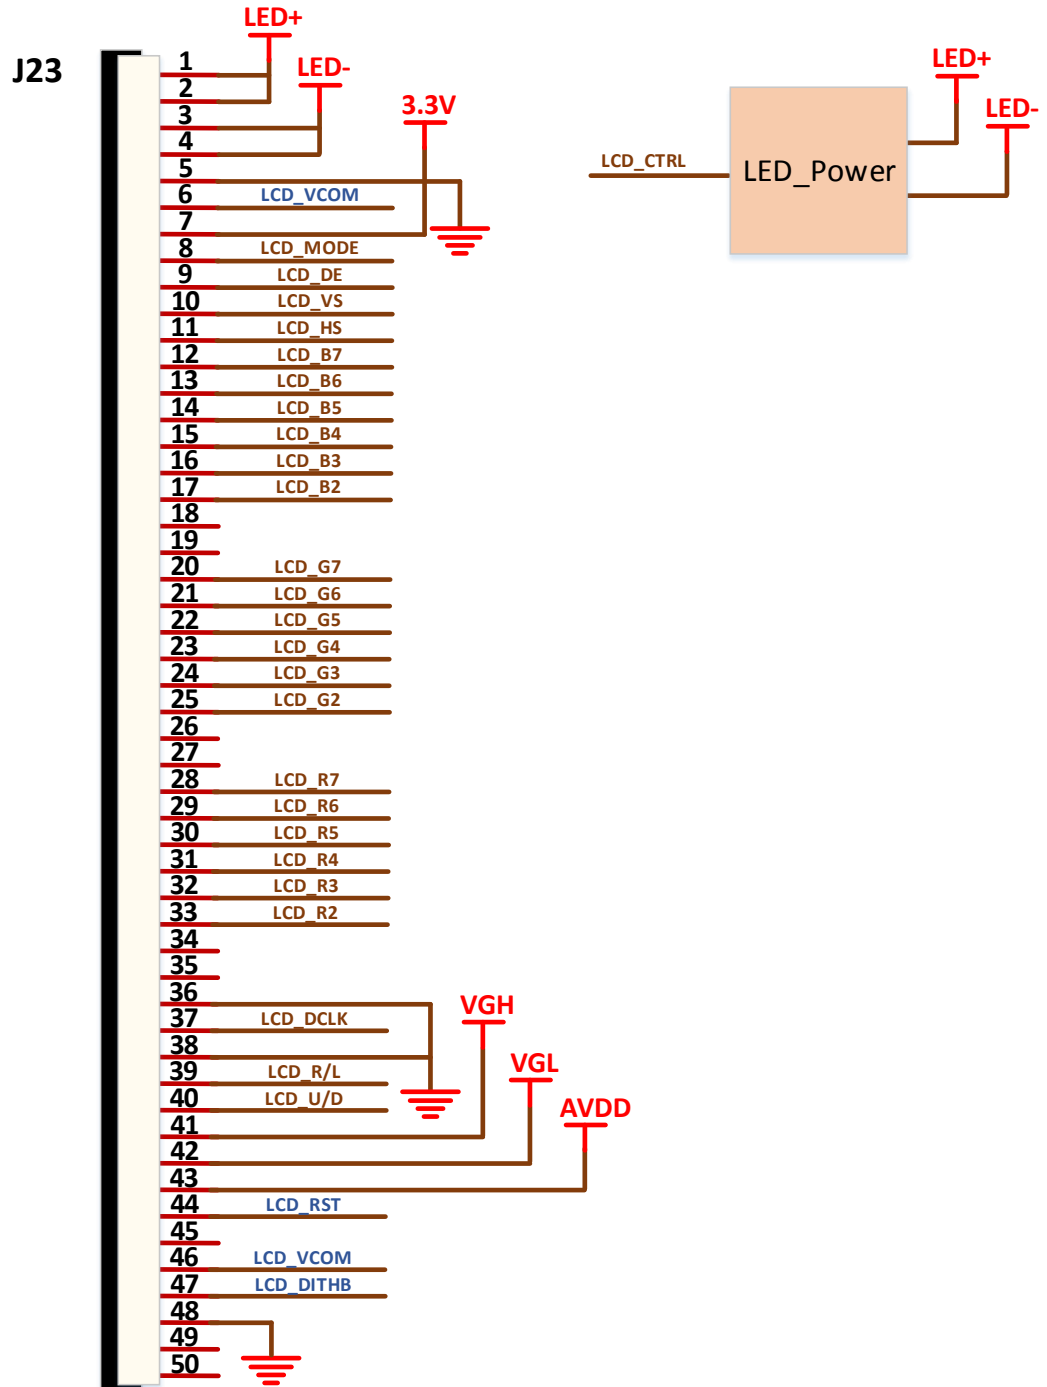 J23
LED+
LED-
3.3V
1
2
3
4
5
6 LCD_VCOM
7
8 LCD_MODE
9 LCD_DE
10 LCD_VS
11 LCD_HS
12 LCD_B7
13 LCD_B6
14 LCD_B5
15 LCD_B4
16 LCD_B3
17 LCD_B2
18
19
20 LCD_G7
21 LCD_G6
22 LCD_G5
23 LCD_G4
24 LCD_G3
25 LCD_G2
26
27
28 LCD_R7
29 LCD_R6
30 LCD_R5
31 LCD_R4
32 LCD_R3
33 LCD_R2
34
35
36
37 LCD_DCLK
38
39 LCD_R/L
40 LCD_U/D
41
42
43
44 LCD_RST
45
46 LCD_VCOM
47 LCD_DITHB
48
49
50
VGH
VGL
AVDD
LED+
LED-
LCD_CTRL
LED_Power